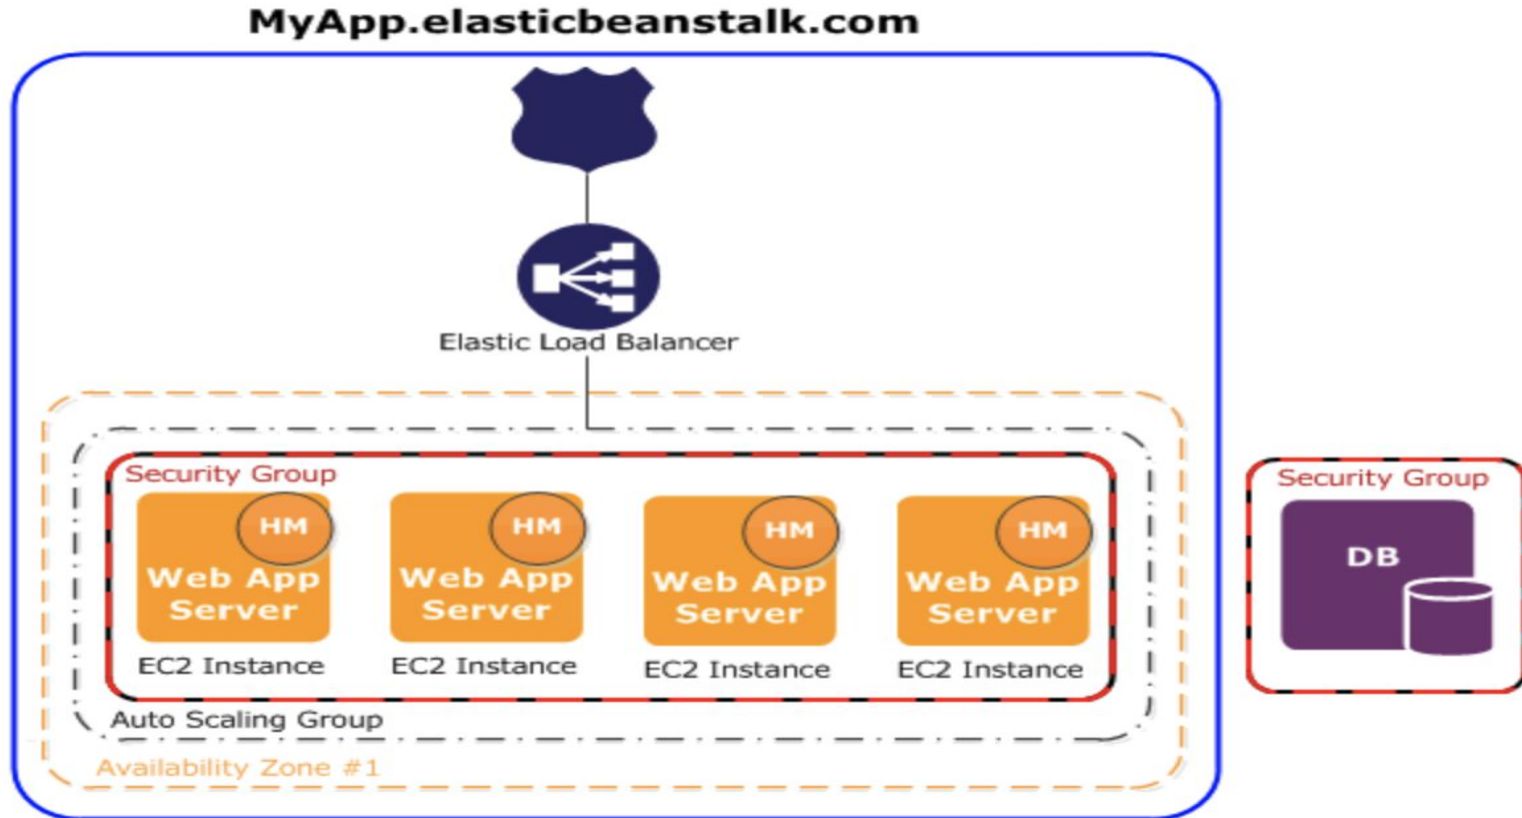 MyApp.elasticbeanstalk.com
Elastic Load Balancer
Security Group
HM
Web App
Server
EC2 Instance
HM
Web App
Server
EC2 Instance
HM
Web App
Server
EC2 Instance
HM
Web App
Server
EC2 Instance
Auto Scaling Group
Availability Zone #1
Security Group
DB